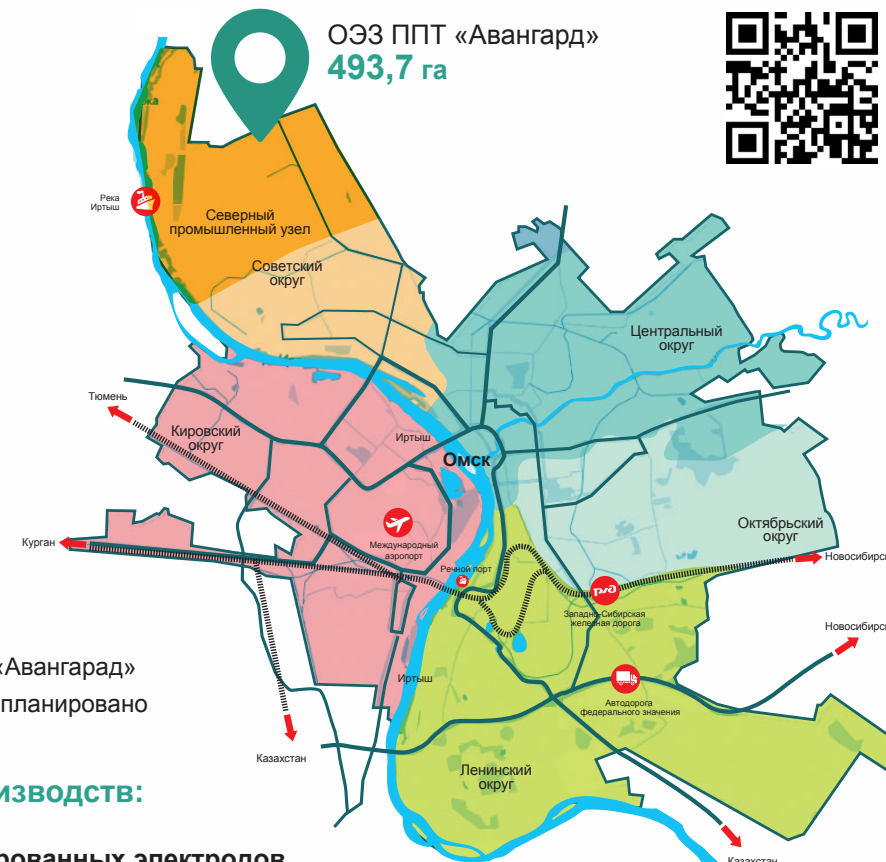 ОЭЗ ППТ «Авангард»
493,7 га
Река
Иртыш
Северный
промышленный узел
Советский
округ
Центральный
округ
Тюмень
Кировский
округ
Иртыш
Омск
Октябрьский
округ
Курган
Международный
аэропорт
Речной порт
Новосибирск
Западно-Сибирская
железная дорога
Новосибирск
«Авангарад»
планировано
Иртыш
Автодорога
федерального значения
Казахстан
Ленинский
округ
изводств:
рованных электродов
Казахстан